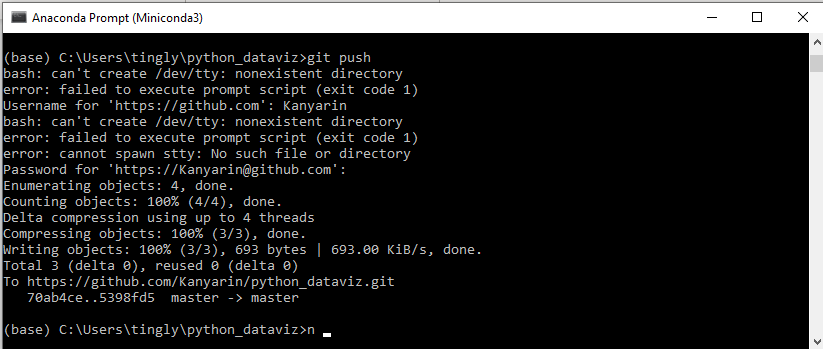 Anaconda Prompt (Miniconda3)
(base) C:\Users\tingly\python_dataviz>git push
bash: can't create /dev/tty: nonexistent directory
error: failed to execute prompt script (exit code 1)
Username for 'https://github.com': Kanyarin
bash: can't create /dev/tty: nonexistent directory
error: failed to execute prompt script (exit code 1)
error: cannot spawn stty: No such file or directory
Password for 'https://Kanyarin@github.com':
Enumerating objects: 4, done.
Counting objects: 100% (4/4), done.
Delta compression using up to 4 threads
Compressing objects: 100% (3/3), done.
Writing objects: 100% (3/3), 693 bytes | 693.00 KiB/s, done.
Total 3 (delta 0), reused 0 (delta 0)
To https://github.com/Kanyarin/python_dataviz.git
   70ab4ce..5398fd5  master -> master
(base) C:\Users\tingly\python_dataviz>n